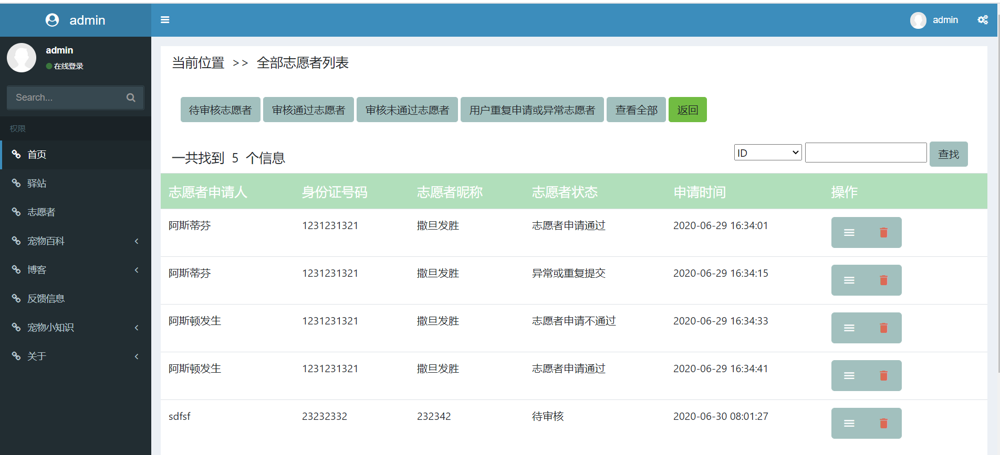 admin
admin
admin
在线登录
Search...
权限
首页
驿站
志愿者
宠物百科
博客
反馈信息
宠物小知识
关于
当前位置 >> 全部志愿者列表
待审核志愿者 审核通过志愿者 审核未通过志愿者 用户重复申请或异常志愿者 查看全部 返回
一共找到 5 个信息
ID 查找
志愿者申请人 身份证号码 志愿者昵称 志愿者状态 申请时间 操作
阿斯蒂芬 1231231321 撒旦发胜 志愿者申请通过 2020-06-29 16:34:01
阿斯蒂芬 1231231321 撒旦发胜 异常或重复提交 2020-06-29 16:34:15
阿斯顿发生 1231231321 撒旦发胜 志愿者申请不通过 2020-06-29 16:34:33
阿斯顿发生 1231231321 撒旦发胜 志愿者申请通过 2020-06-29 16:34:41
sdfsf 23232332 232342 待审核 2020-06-30 08:01:27